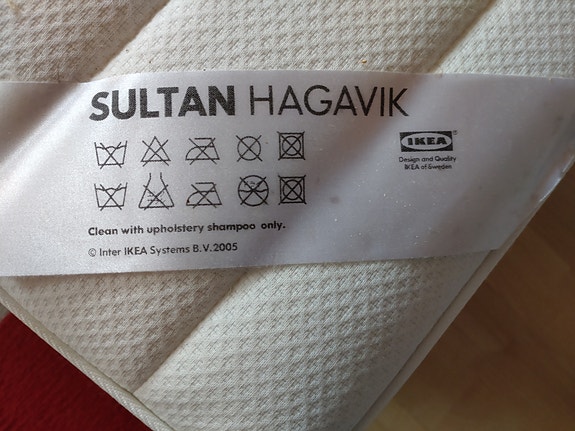 SULTAN HAGAVIK
IKEA®
Design and Quality
IKEA of Sweden
Clean with upholstery shampoo only.
© Inter IKEA Systems B.V. 2005